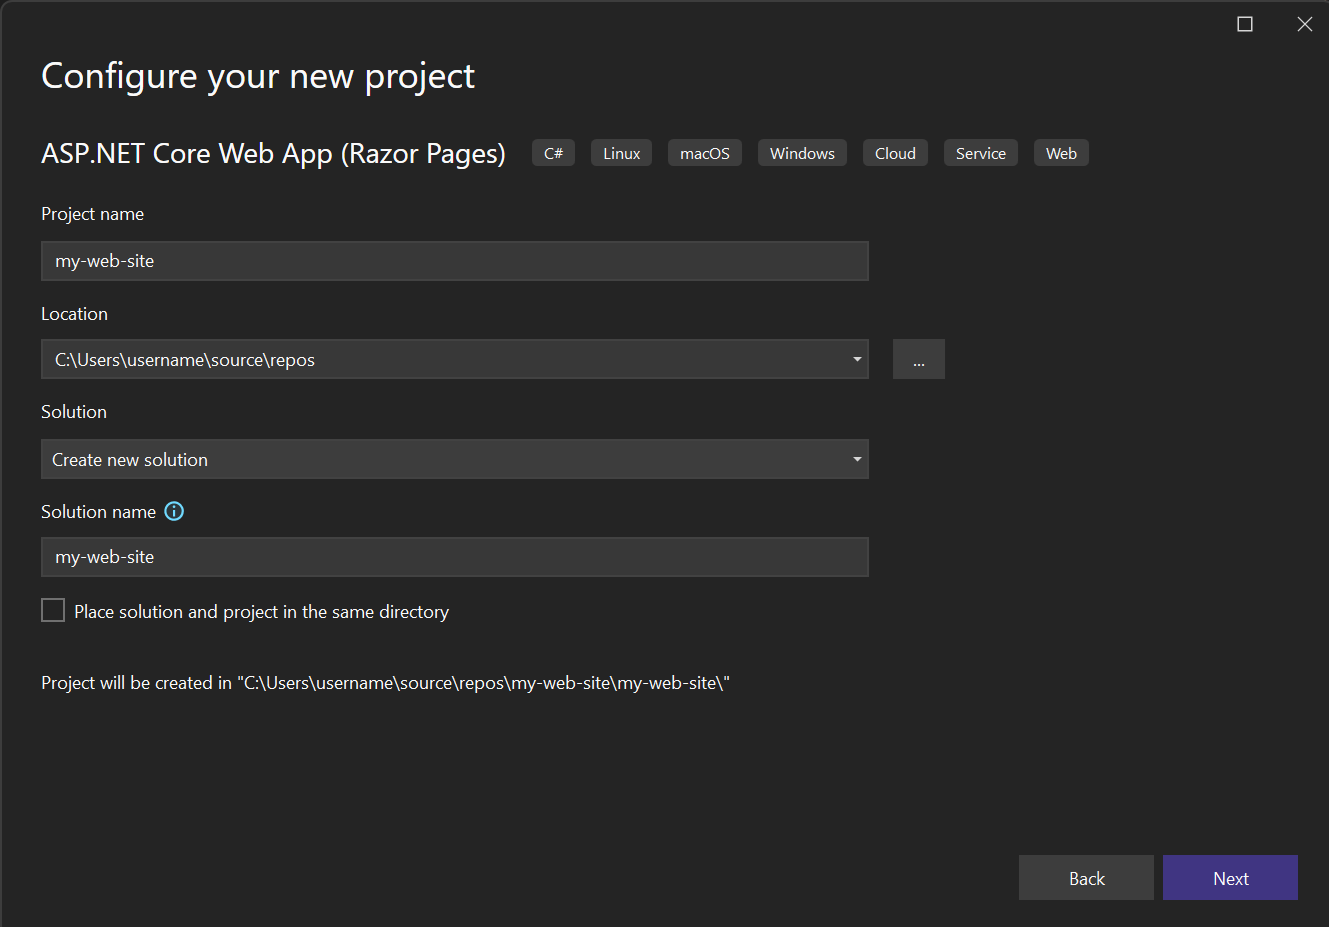 Configure your new project
ASP.NET Core Web App (Razor Pages) C# Linux macOS Windows Cloud Service Web
Project name
my-web-site
Location
C:\Users\username\source\repos
...
Solution
Create new solution
Solution name
my-web-site
Place solution and project in the same directory
Project will be created in "C:\Users\username\source\repos\my-web-site\my-web-site\"
Back Next